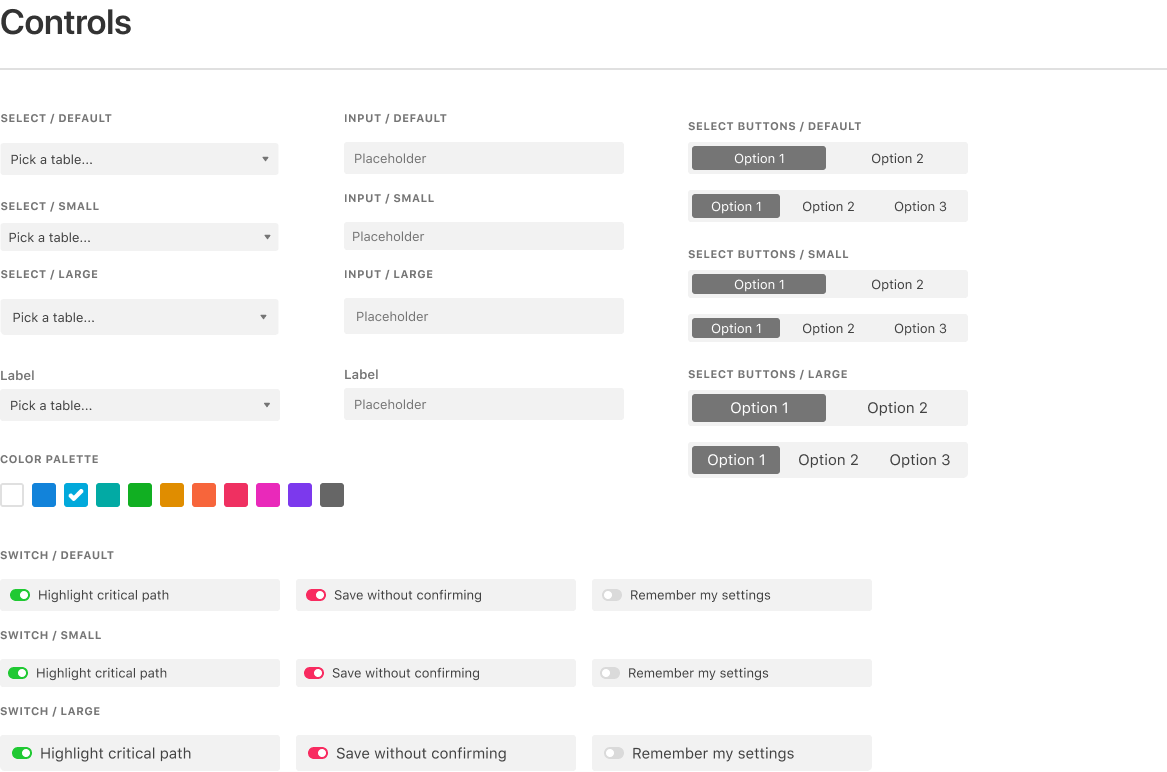 Controls
SELECT / DEFAULT
Pick a table...
SELECT / SMALL
Pick a table...
SELECT / LARGE
Pick a table...
Label
Pick a table...
INPUT / DEFAULT
Placeholder
INPUT / SMALL
Placeholder
INPUT / LARGE
Placeholder
Label
Placeholder
SELECT BUTTONS / DEFAULT
Option 1 Option 2
Option 1 Option 2 Option 3
SELECT BUTTONS / SMALL
Option 1 Option 2
Option 1 Option 2 Option 3
SELECT BUTTONS / LARGE
Option 1 Option 2
Option 1 Option 2 Option 3
COLOR PALETTE
SWITCH / DEFAULT
Highlight critical path Save without confirming Remember my settings
SWITCH / SMALL
Highlight critical path Save without confirming Remember my settings
SWITCH / LARGE
Highlight critical path Save without confirming Remember my settings